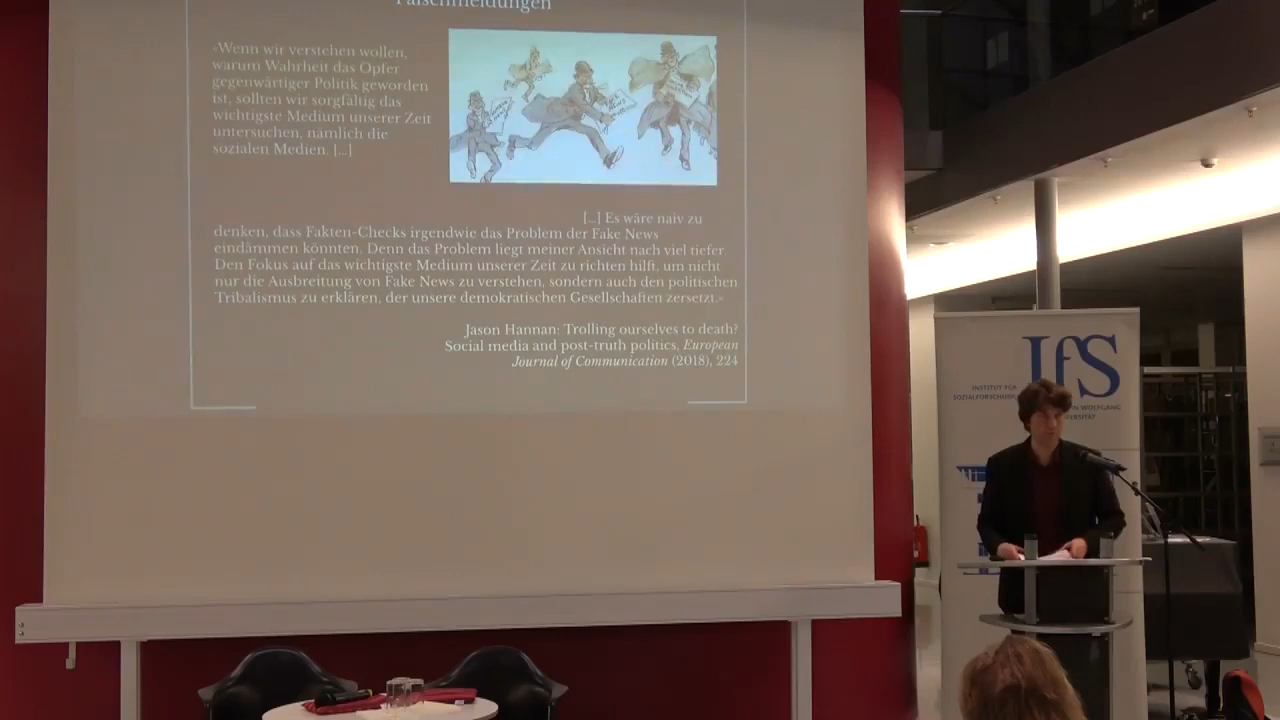 Falschmeldungen
«Wenn wir verstehen wollen,
warum Wahrheit das Opfer
gegenwärtiger Politik geworden
ist, sollten wir sorgfältig das
wichtigste Medium unserer Zeit
untersuchen, nämlich die
sozialen Medien. [...]
[...] Es wäre naiv zu
denken, dass Fakten-Checks irgendwie das Problem der Fake News
eindämmen könnten. Denn das Problem liegt meiner Ansicht nach viel tiefer.
Den Fokus auf das wichtigste Medium unserer Zeit zu richten hilft, um nicht
nur die Ausbreitung von Fake News zu verstehen, sondern auch den politischen
Tribalismus zu erklären, der unsere demokratischen Gesellschaften zersetzt.»
Jason Hannan: Trolling ourselves to death?
Social media and post-truth politics, European
Journal of Communication (2018), 224
IfS
INSTITUT FÜR
SOZIALFORSCHUNG
WOLFGANG